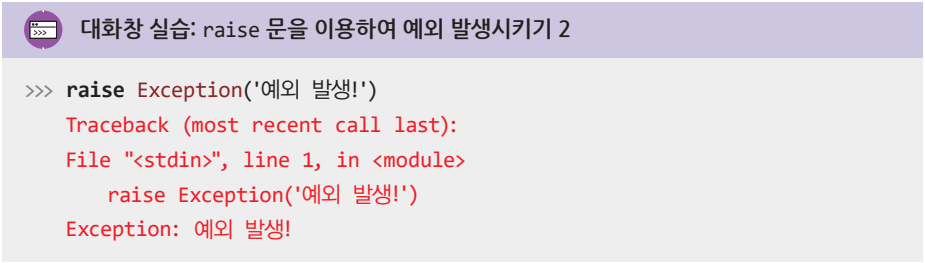 대화창 실습: raise 문을 이용하여 예외 발생시키기 2
>>> raise Exception('예외 발생!')
Traceback (most recent call last):
File "<stdin>", line 1, in <module>
raise Exception('예외 발생!')
Exception: 예외 발생!